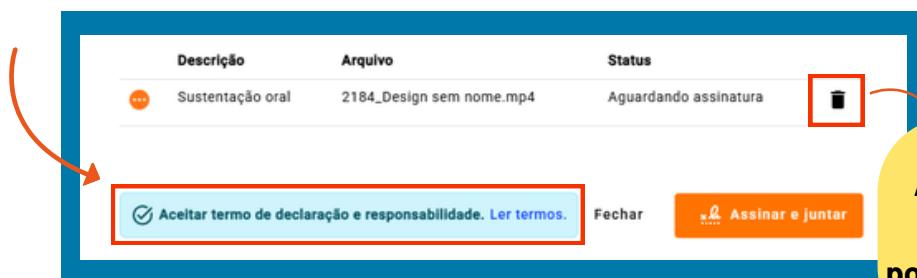 Descrição Arquivo Status
Sustentação oral 2184_Design sem nome.mp4 Aguardando assinatura
Aceitar termo de declaração e responsabilidade. Ler termos. Fechar Assinar e juntar